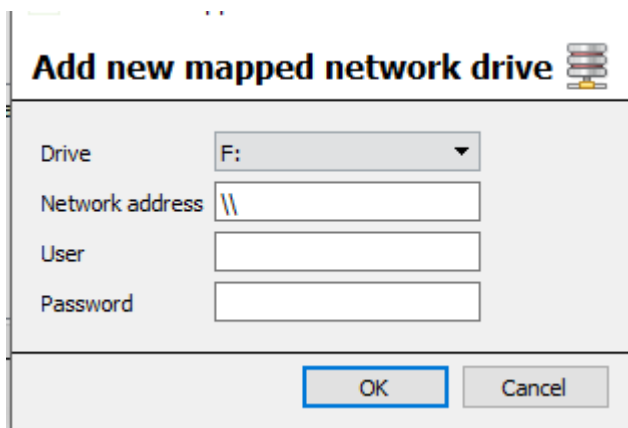 Add new mapped network drive
Drive F:
Network address \\
User
Password
OK Cancel